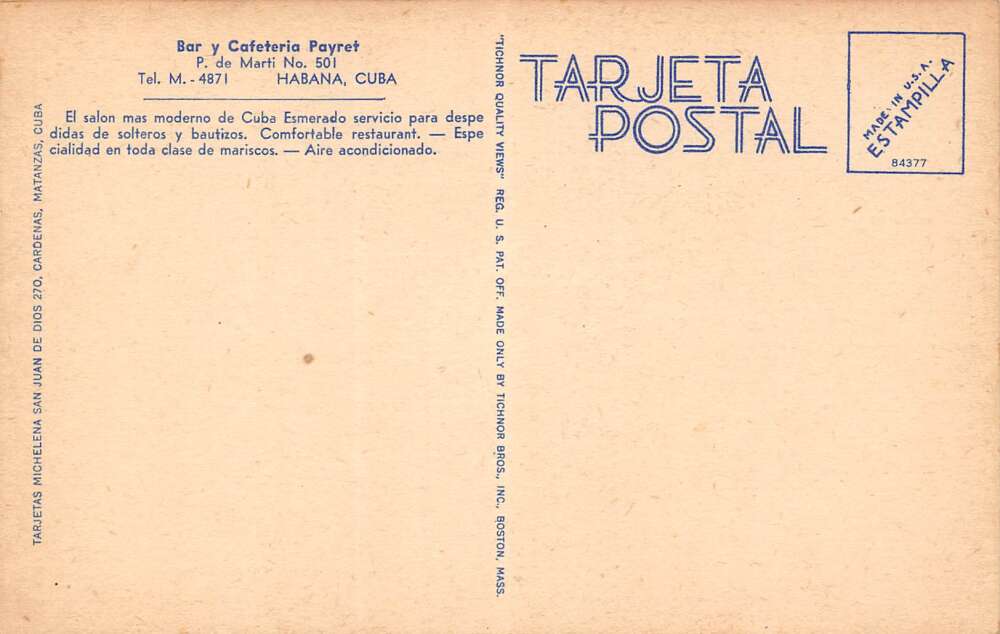 Bar y Cafeteria Payret
P. de Marti No. 501
Tel. M. - 4871 HABANA, CUBA
El salon mas moderno de Cuba Esmerado servicio para despe
didas de solteros y bautizos. Comfortable restaurant. — Espe
cialidad en toda clase de mariscos. — Aire acondicionado.
TARJETAS MICHELENA SAN JUAN DE DIOS 270, CARDENAS, MATANZAS, CUBA
"TICHNOR QUALITY VIEWS" REG. U. S. PAT. OFF. MADE ONLY BY TICHNOR BROS., INC., BOSTON, MASS.
TARJETA
POSTAL
MADE IN U.S.A.
ESTAMPILLA
84377